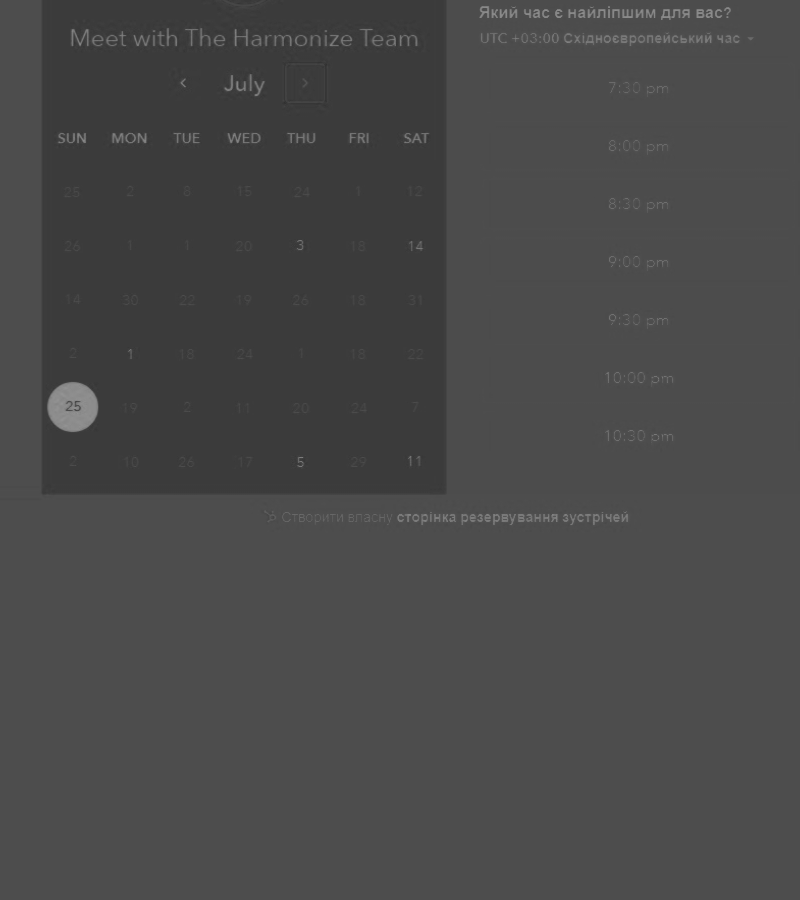 Meet with The Harmonize Team
July
SUN MON TUE WED THU FRI SAT
25 2 8 15 24 1 12
26 1 1 20 3 18 14
14 30 22 19 26 18 31
2 1 18 24 1 18 22
25 19 2 11 20 24 7
2 10 26 17 5 29 11
Який час є найліпшим для вас?
UTC +03:00 Східноєвропейський час
7:30 pm
8:00 pm
8:30 pm
9:00 pm
9:30 pm
10:00 pm
10:30 pm
Створити власну сторінка резервування зустрічей